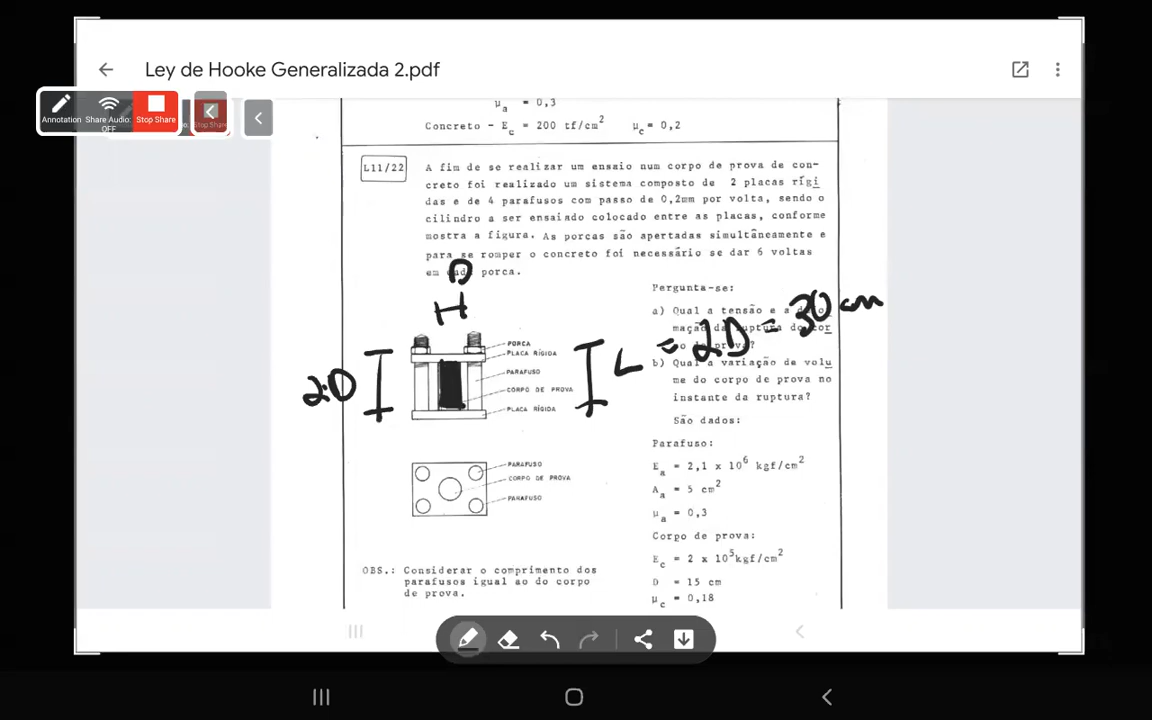 Ley de Hooke Generalizada 2.pdf
Annotation
Share Audio:
OFF
Stop Share
μa = 0,3
Concreto - Ec = 200 tf/cm² μc = 0,2
L11/22
A fim de se realizar um ensaio num corpo de prova de con-
creto foi realizado um sistema composto de 2 placas rígi
das e de 4 parafusos com passo de 0,2mm por volta, sendo o
cilindro a ser ensaiado colocado entre as placas, conforme
mostra a figura. As porcas são apertadas simultâneamente e
para se romper o concreto foi necessário se dar 6 voltas
em porca.
D
Pergunta-se:
a) Qual a tensão e a
mação da ruptura do cor
b) Qual a variação de volu
me do corpo de prova no
instante da ruptura?
São dados:
Parafuso:
Ea = 2,1 x 10⁶ kgf/cm²
Aa = 5 cm²
μa = 0,3
Corpo de prova:
Ec = 2 x 10⁵kgf/cm²
D = 15 cm
μc = 0,18
2D
L = 2D = 30 cm
PORCA
PLACA RÍGIDA
PARAFUSO
CORPO DE PROVA
PLACA RÍGIDA
PARAFUSO
CORPO DE PROVA
PARAFUSO
OBS.: Considerar o comprimento dos
parafusos igual ao do corpo
de prova.